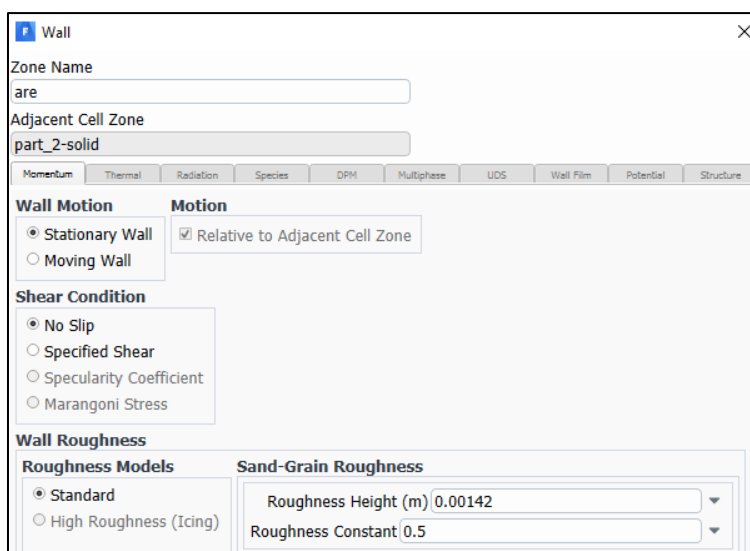 Wall
Zone Name
are
Adjacent Cell Zone
part_2-solid
Momentum Thermal Radiation Species DPM Multiphase UDS Wall Film Potential Structure
Wall Motion Motion
Stationary Wall Relative to Adjacent Cell Zone
Moving Wall
Shear Condition
No Slip
Specified Shear
Specularity Coefficient
Marangoni Stress
Wall Roughness
Roughness Models Sand-Grain Roughness
Standard Roughness Height (m) 0.00142
High Roughness (Icing) Roughness Constant 0.5